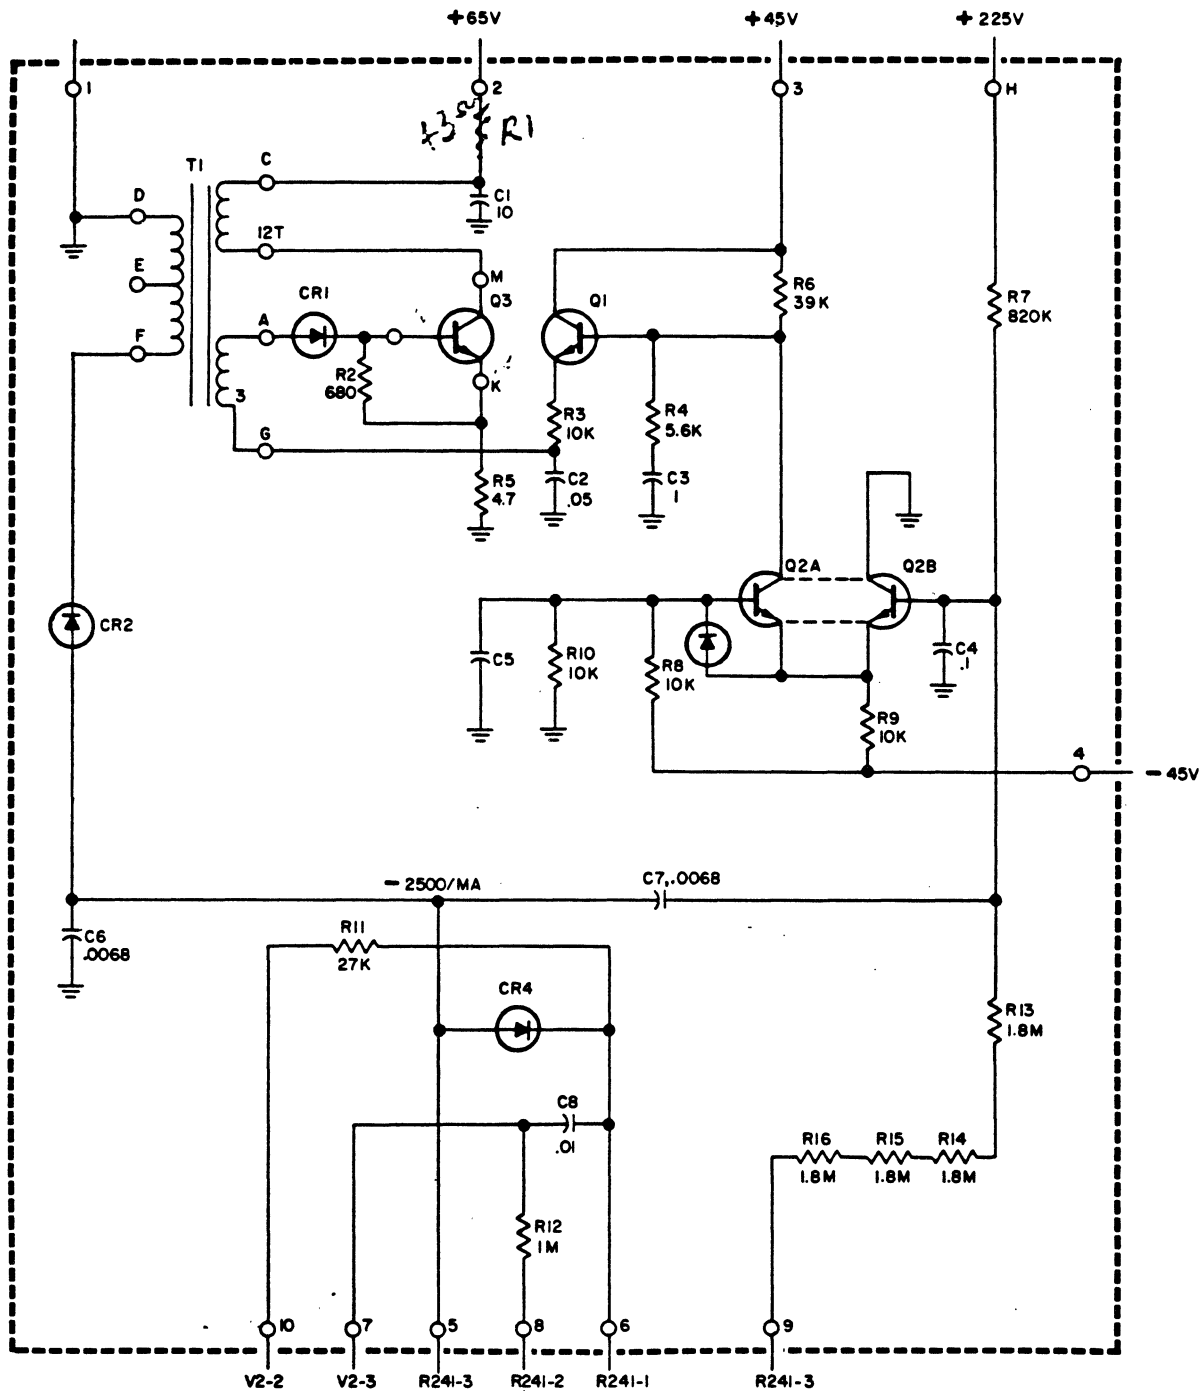 +65V
+45V
+225V
1
2
3
H
R1
T1
C
D
C1
10
12T
E
M
CR1
Q3
Q1
R6
39K
R7
820K
A
F
R2
680
K
3
R3
10K
R4
5.6K
G
R5
4.7
C2
.05
C3
1
Q2A
Q2B
CR2
C5
R10
10K
R8
10K
C4
.1
R9
10K
4
-45V
-2500/MA
C7,.0068
C6
.0068
R11
27K
CR4
R13
1.8M
C8
.01
R16
1.8M
R15
1.8M
R14
1.8M
R12
1M
10
7
5
8
6
9
V2-2
V2-3
R241-3
R241-2
R241-1
R241-3